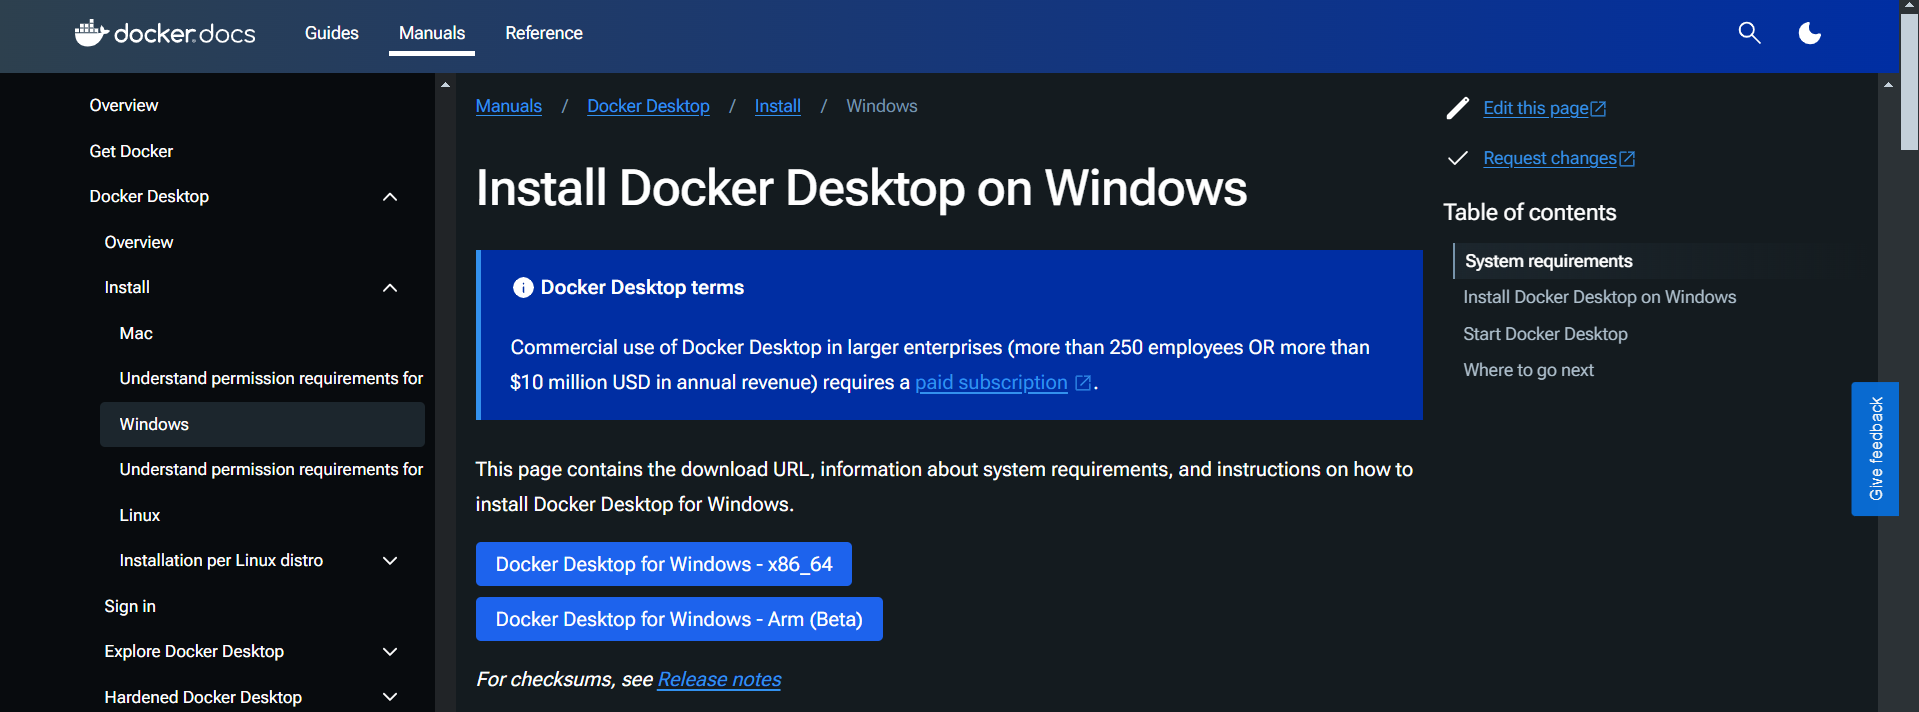 docker.docs
Guides
Manuals
Reference
Overview
Get Docker
Docker Desktop
Overview
Install
Mac
Understand permission requirements for
Windows
Understand permission requirements for
Linux
Installation per Linux distro
Sign in
Explore Docker Desktop
Hardened Docker Desktop
Manuals / Docker Desktop / Install / Windows
Install Docker Desktop on Windows
Docker Desktop terms
Commercial use of Docker Desktop in larger enterprises (more than 250 employees OR more than
$10 million USD in annual revenue) requires a paid subscription.
This page contains the download URL, information about system requirements, and instructions on how to
install Docker Desktop for Windows.
Docker Desktop for Windows - x86_64
Docker Desktop for Windows - Arm (Beta)
For checksums, see Release notes
Edit this page
Request changes
Table of contents
System requirements
Install Docker Desktop on Windows
Start Docker Desktop
Where to go next
Give feedback